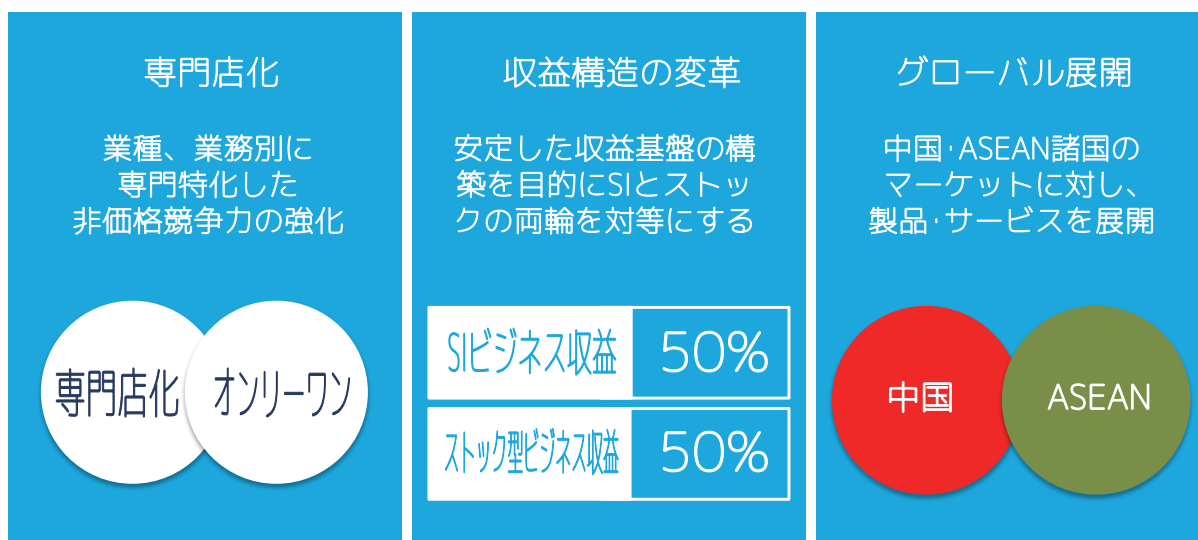 専門店化
業種、業務別に
専門特化した
非価格競争力の強化
専門店化
オンリーワン
収益構造の変革
安定した収益基盤の構
築を目的にSIとストッ
クの両輪を対等にする
SIビジネス収益
50%
ストック型ビジネス収益
50%
グローバル展開
中国･ASEAN諸国の
マーケットに対し、
製品･サービスを展開
中国
ASEAN